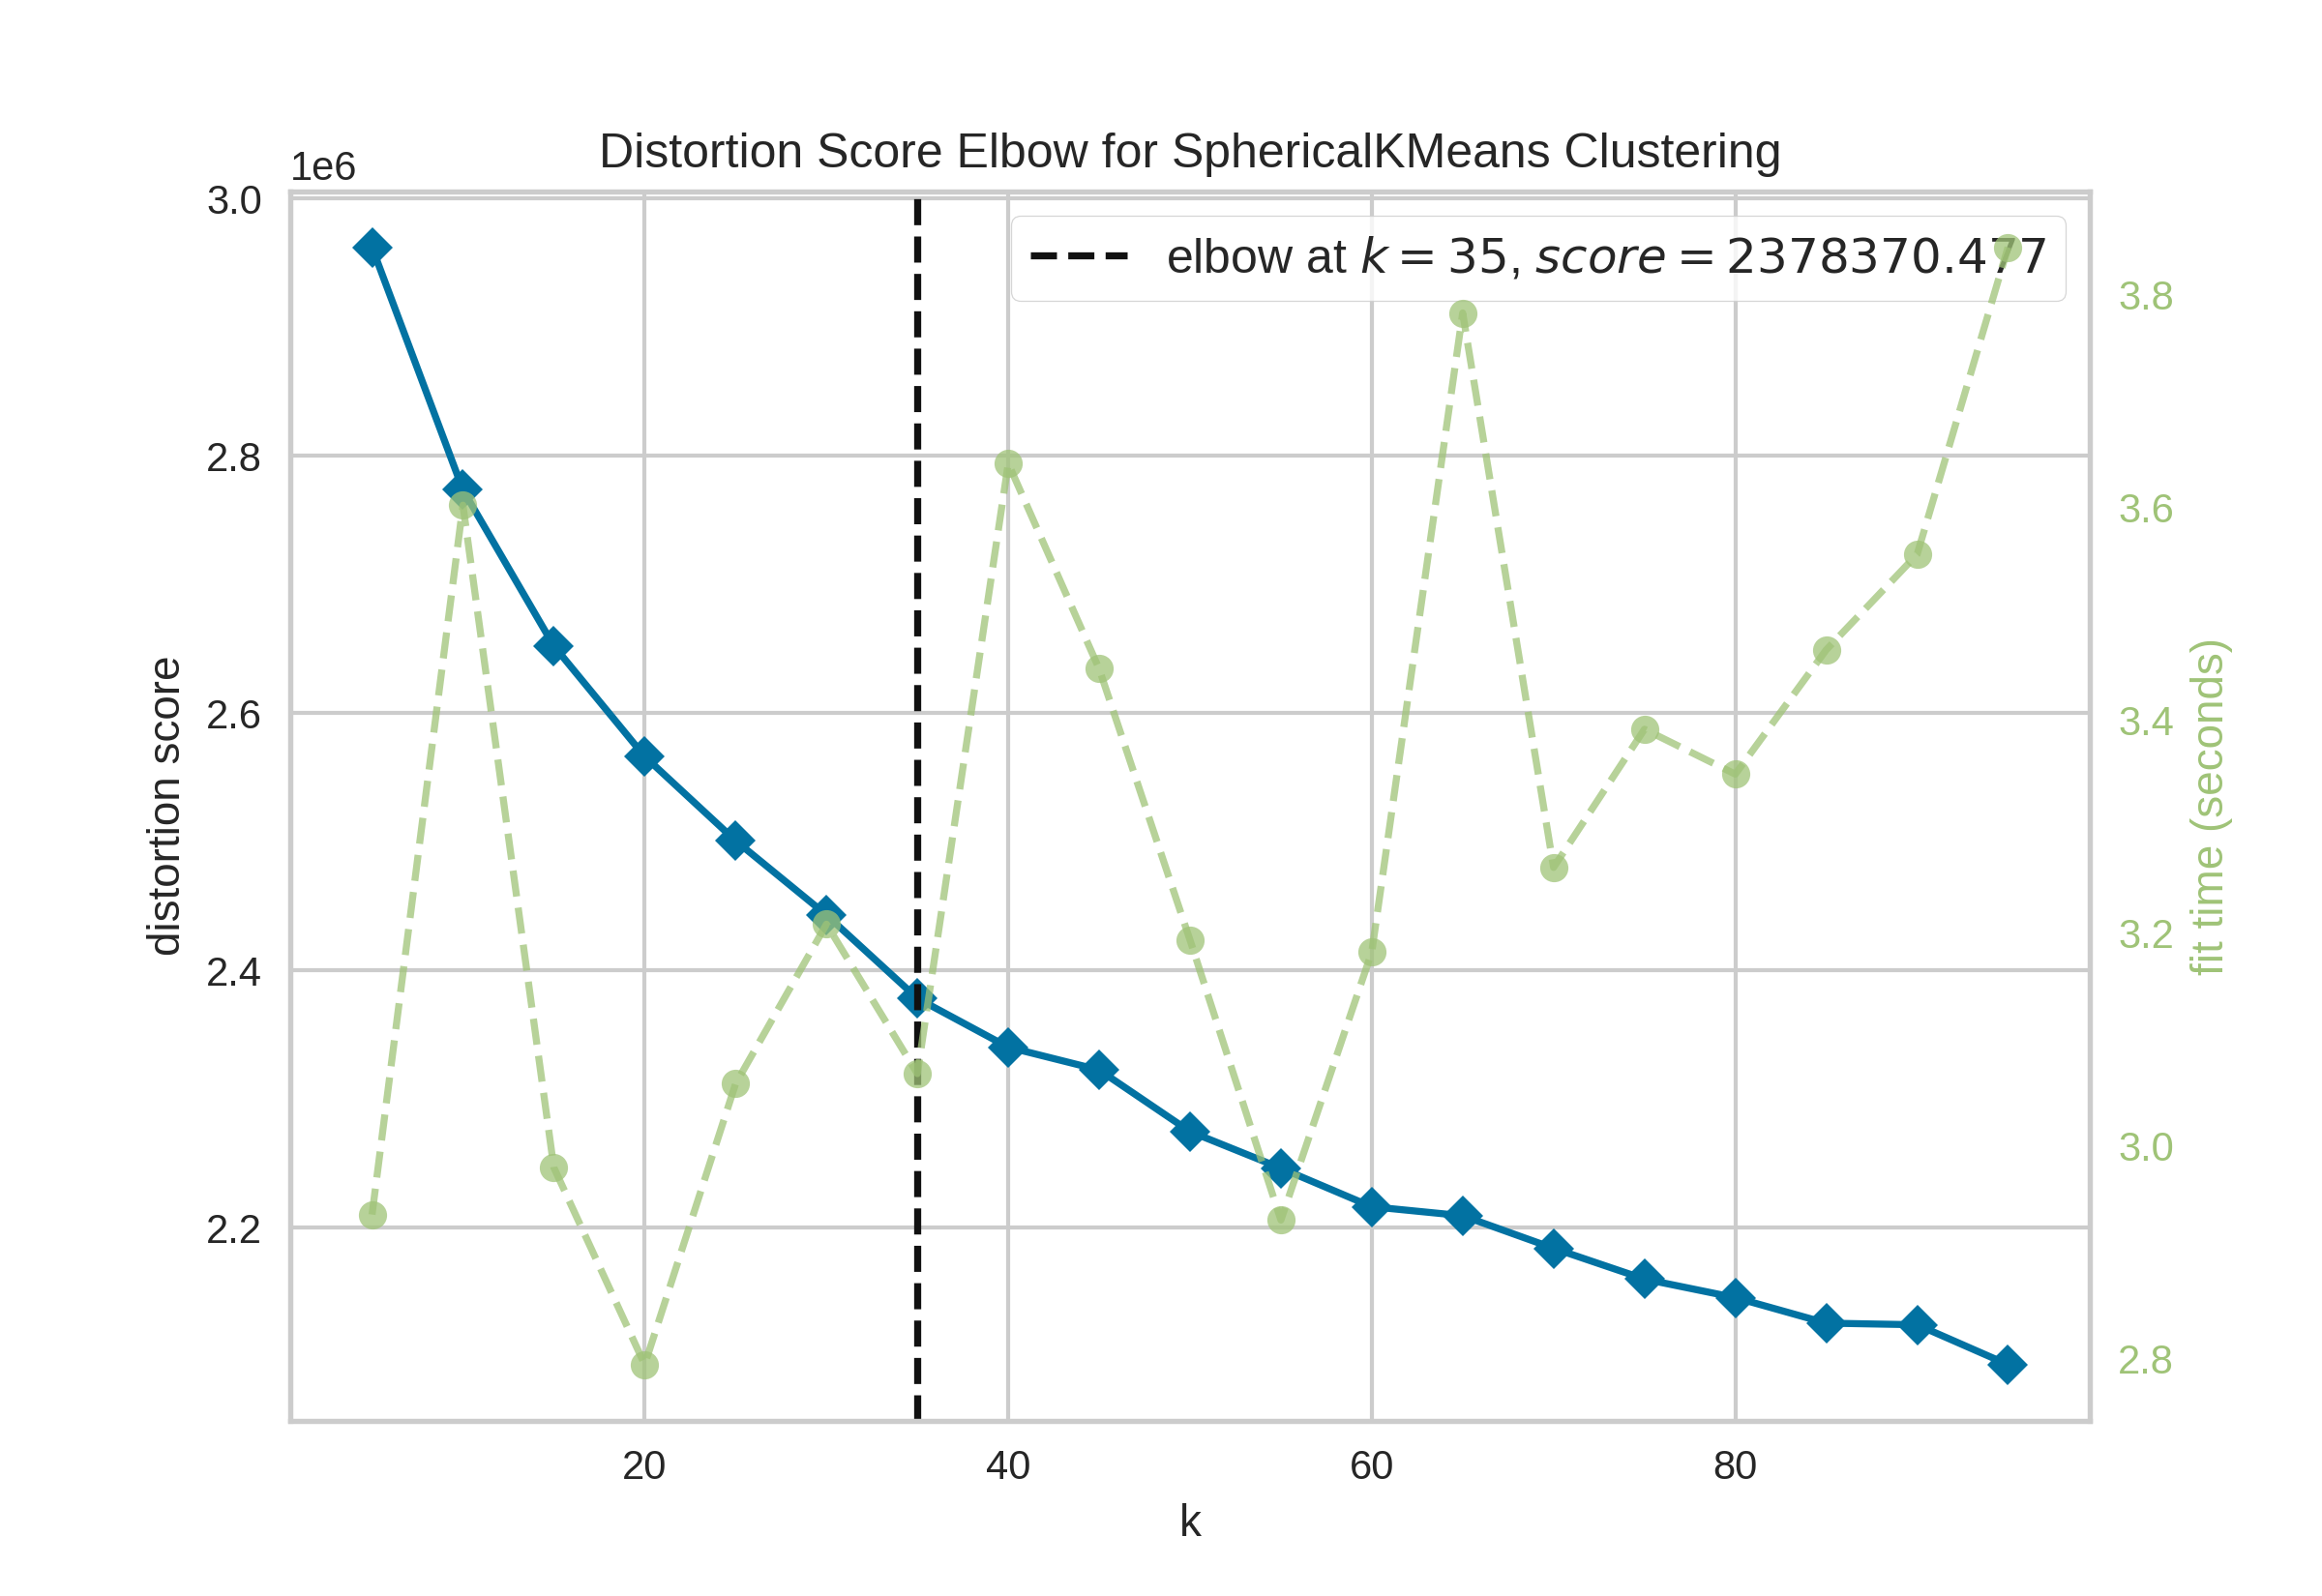 Distortion Score Elbow for SphericalKMeans Clustering
1e6
elbow at k = 35, score = 2378370.477
3.0
2.8
2.6
2.4
2.2
distortion score
3.8
3.6
3.4
3.2
3.0
2.8
fit time (seconds)
20
40
60
80
k